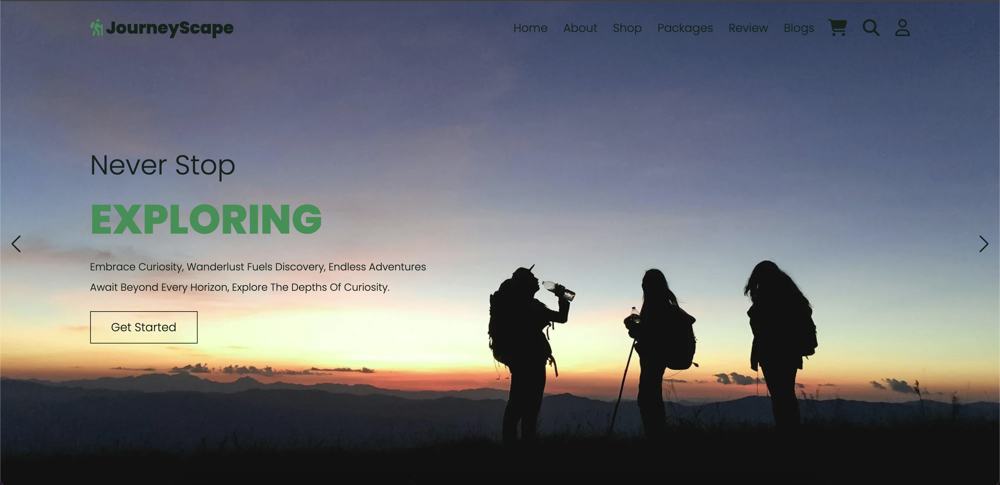 JourneyScape
Home About Shop Packages Review Blogs
Never Stop
EXPLORING
Embrace Curiosity, Wanderlust Fuels Discovery, Endless Adventures
Await Beyond Every Horizon, Explore The Depths Of Curiosity.
Get Started